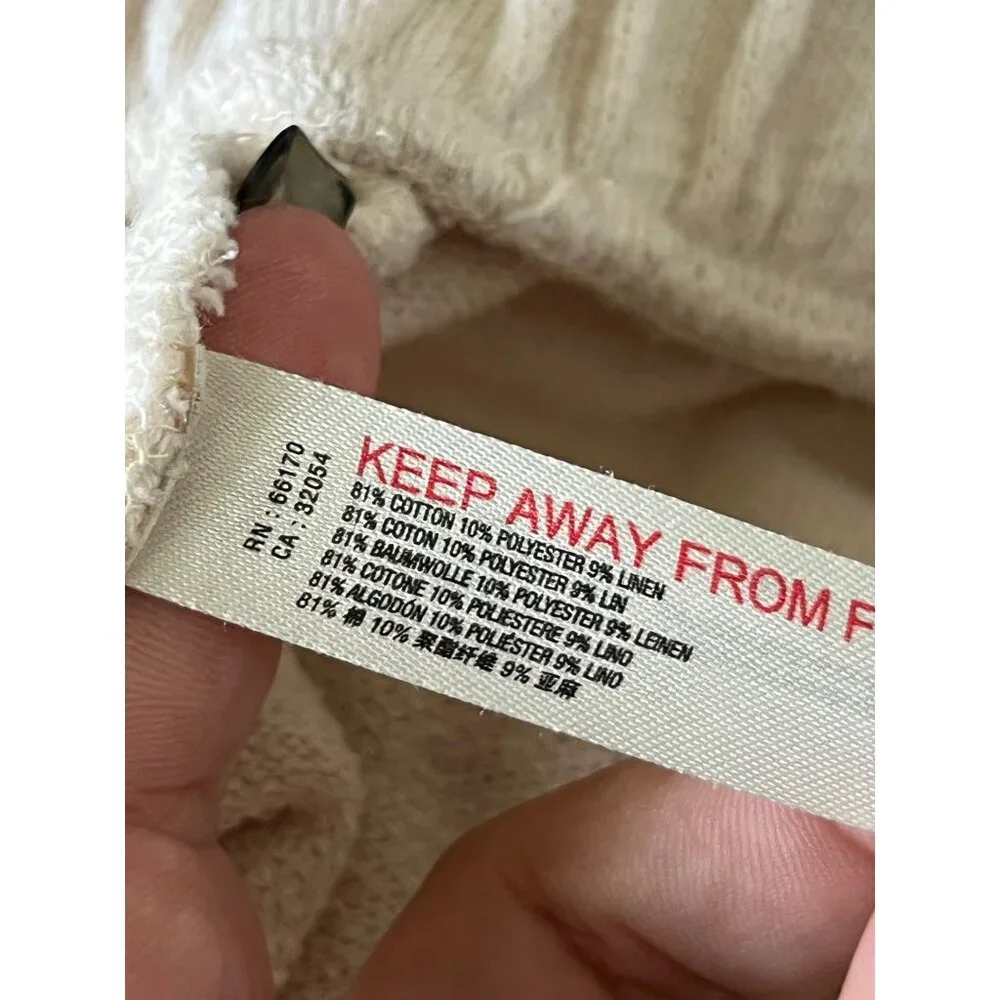 RN : 66170
CA : 32054
KEEP AWAY FROM F
81% COTTON 10% POLYESTER 9% LINEN
81% COTON 10% POLYESTER 9% LIN
81% BAUMWOLLE 10% POLYESTER 9% LEINEN
81% COTONE 10% POLIESTERE 9% LINO
81% ALGODÓN 10% POLIÉSTER 9% LINO
81% 棉 10% 聚酯纤维 9% 亚麻